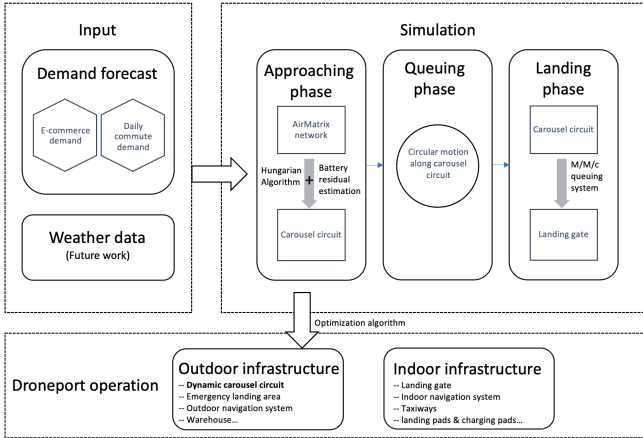 Input
Demand forecast
E-commerce
demand
Daily
commute
demand
Weather data
(Future work)
Simulation
Approaching
phase
AirMatrix
network
Hungarian
Algorithm
+
Battery
residual
estimation
Carousel circuit
Queuing
phase
Circular motion
along carousel
circuit
Landing
phase
Carousel circuit
M/M/c
queuing
system
Landing gate
Optimization algorithm
Droneport operation
Outdoor infrastructure
-- Dynamic carousel circuit
-- Emergency landing area
-- Outdoor navigation system
-- Warehouse...
Indoor infrastructure
-- Landing gate
-- Indoor navigation system
-- Taxiways
-- landing pads & charging pads...